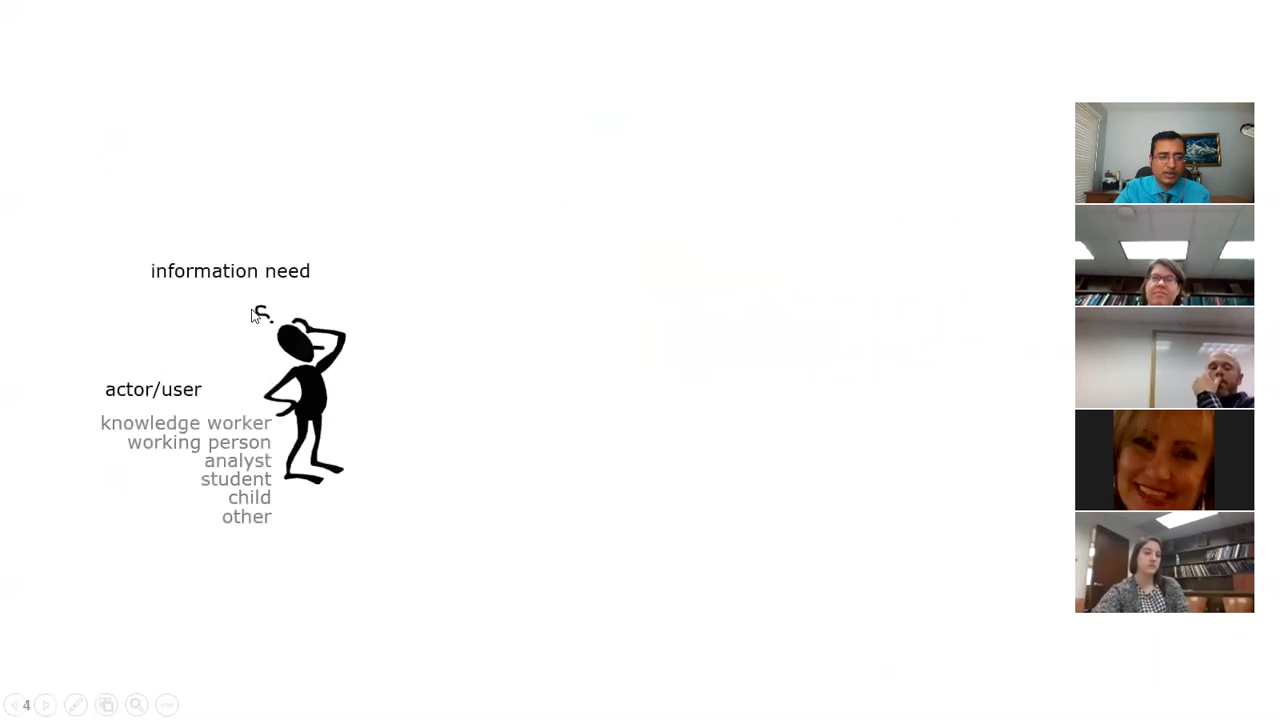 information need
actor/user
knowledge worker
working person
analyst
student
child
other
4